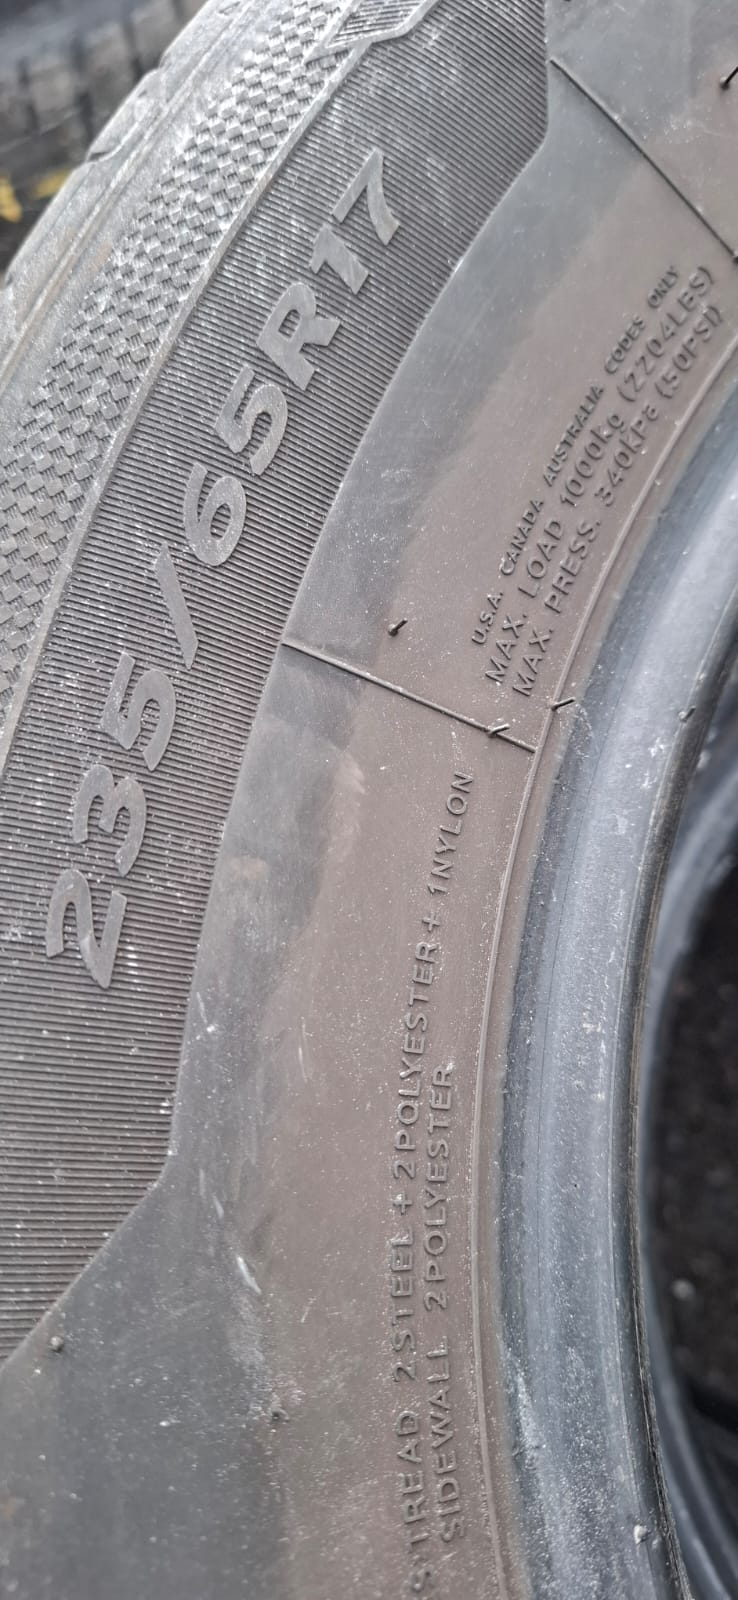 235/65R17
U.S.A. CANADA AUSTRALIA CODES ONLY
MAX. LOAD 1000kg (2204LBS)
MAX. PRESS. 340kPa (50PSI)
S: TREAD 2STEEL + 2POLYESTER + 1NYLON
SIDEWALL 2POLYESTER